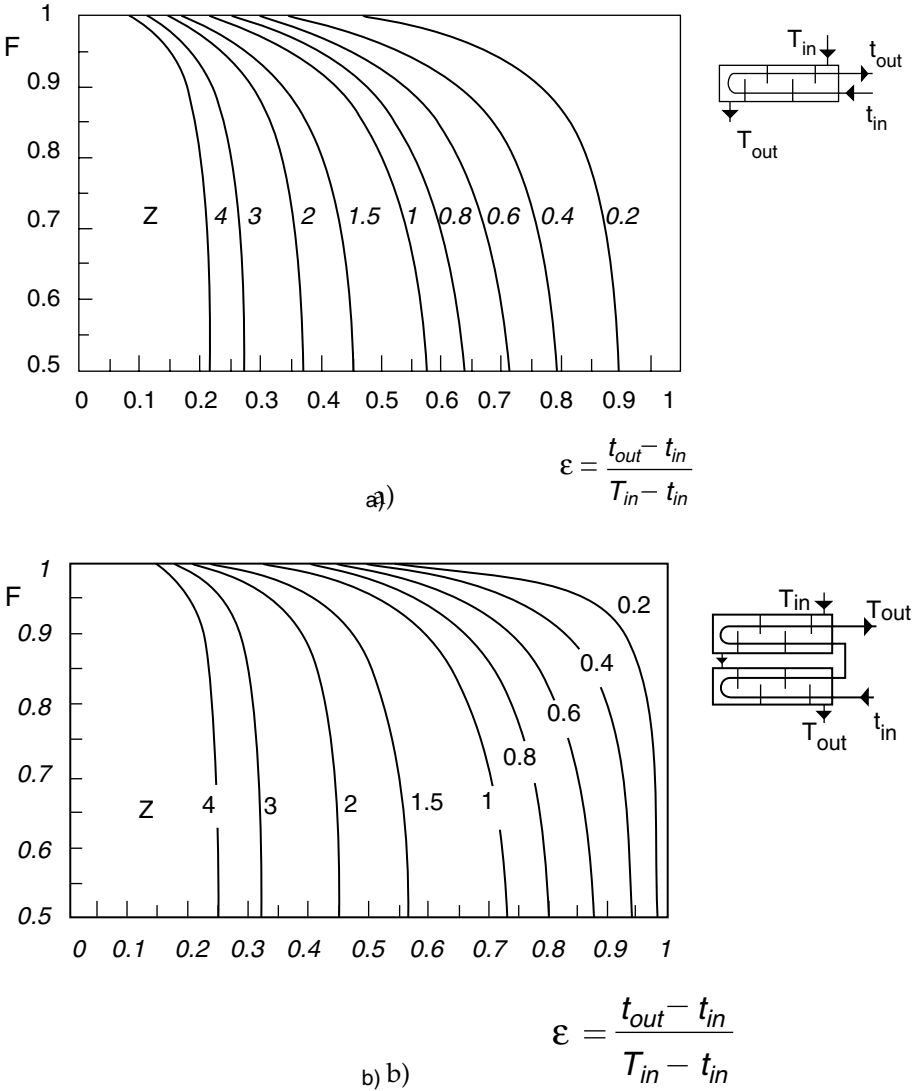 1
F
0.9
0.8
0.7
0.6
0.5
Z 4 3 2 1.5 1 0.8 0.6 0.4 0.2
0 0.1 0.2 0.3 0.4 0.5 0.6 0.7 0.8 0.9 1
T_in
t_out
t_in
T_out
ε = (t_out − t_in) / (T_in − t_in)
a) a)
1
F
0.9
0.8
0.7
0.6
0.5
0.2
0.4
0.6
0.8
Z 4 3 2 1.5 1
0 0.1 0.2 0.3 0.4 0.5 0.6 0.7 0.8 0.9 1
T_in
T_out
T_out
t_in
ε = (t_out − t_in) / (T_in − t_in)
b) b)